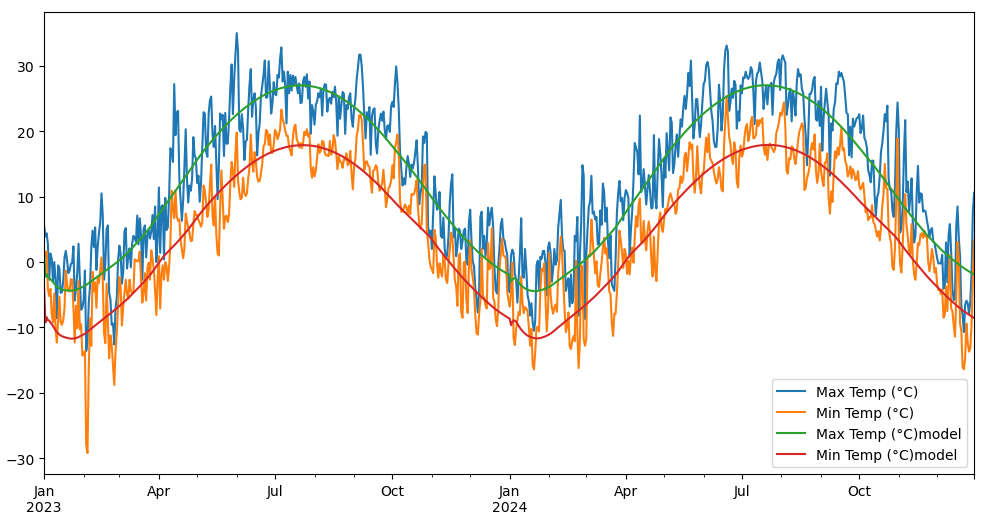 30
20
10
0
−10
−20
−30
Jan
2023
Apr
Jul
Oct
Jan
2024
Apr
Jul
Oct
Max Temp (°C)
Min Temp (°C)
Max Temp (°C)model
Min Temp (°C)model